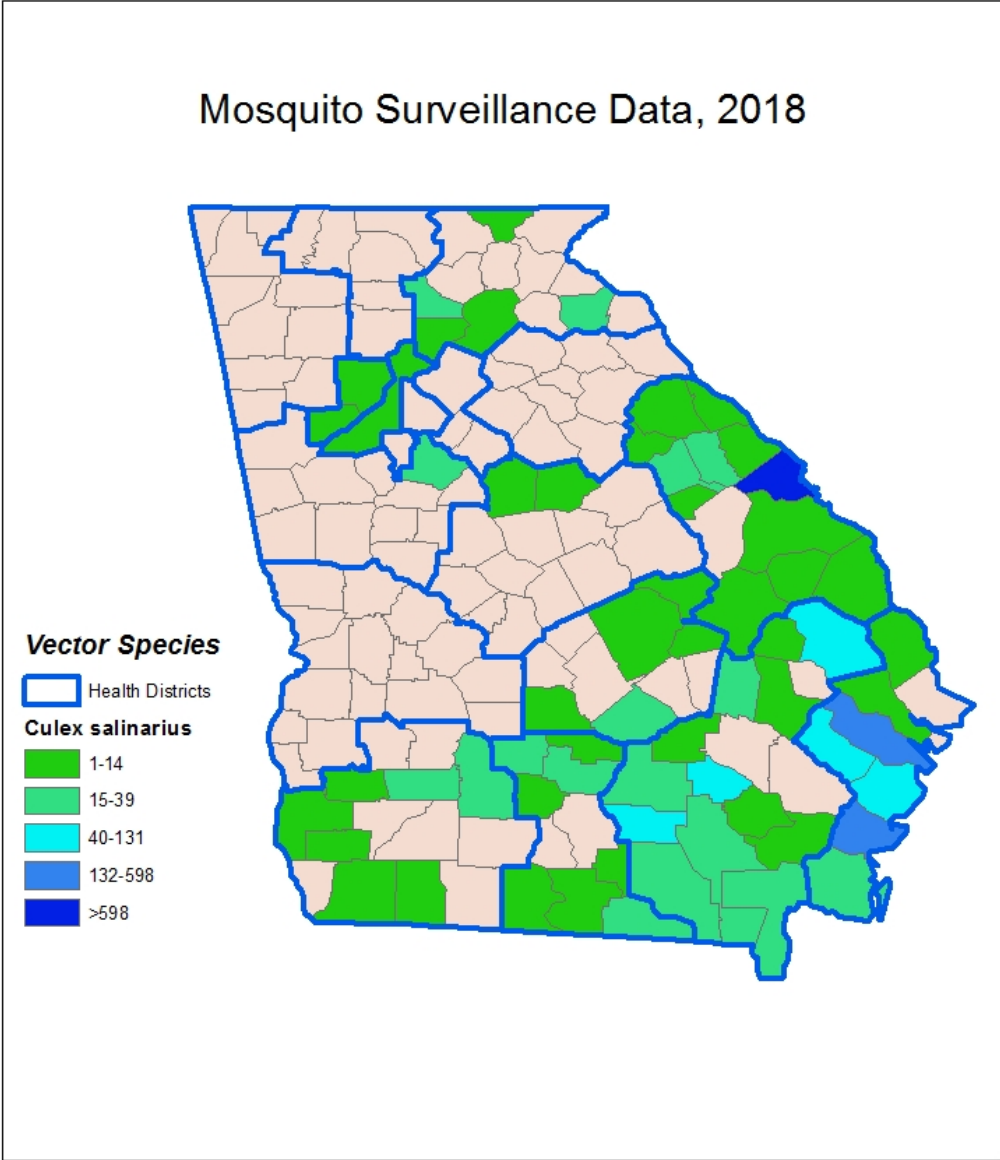 Mosquito Surveillance Data, 2018
Vector Species
Health Districts
Culex salinarius
1-14
15-39
40-131
132-598
>598